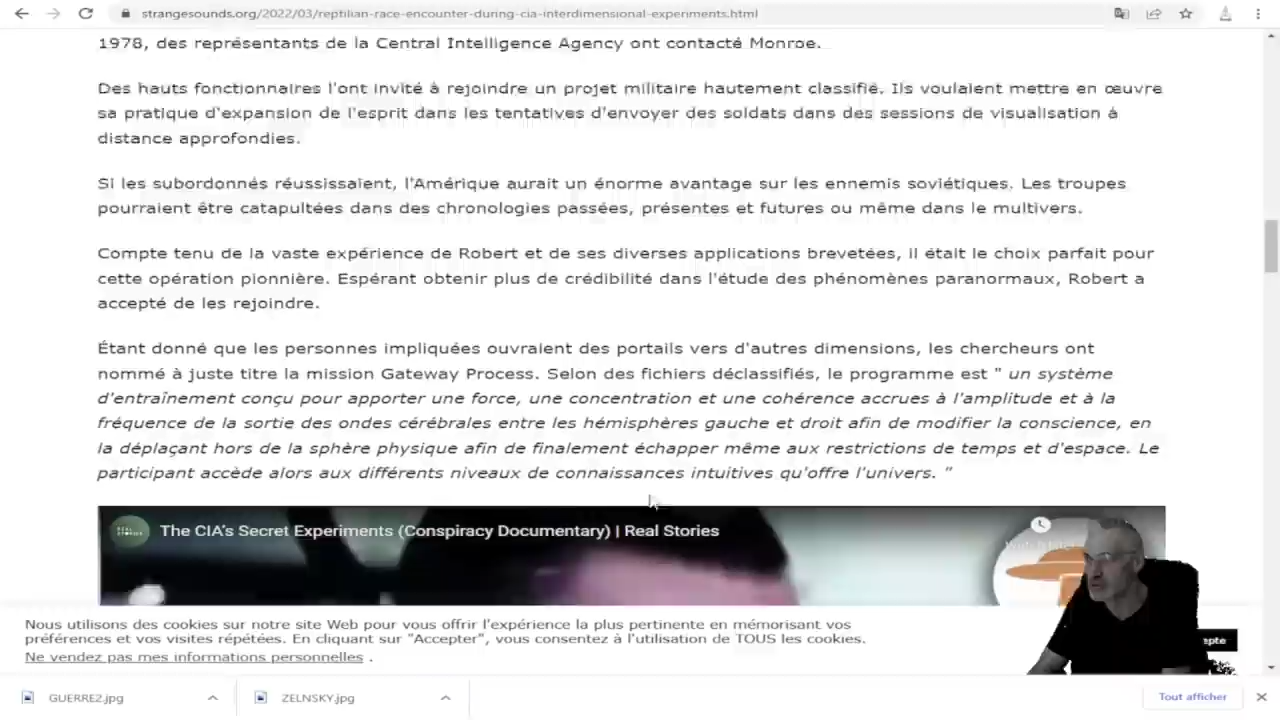 strangesounds.org/2022/03/reptilian-race-encounter-during-cia-interdimensional-experiments.html
1978, des représentants de la Central Intelligence Agency ont contacté Monroe.
Des hauts fonctionnaires l'ont invité à rejoindre un projet militaire hautement classifié. Ils voulaient mettre en œuvre
sa pratique d'expansion de l'esprit dans les tentatives d'envoyer des soldats dans des sessions de visualisation à
distance approfondies.
Si les subordonnés réussissaient, l'Amérique aurait un énorme avantage sur les ennemis soviétiques. Les troupes
pourraient être catapultées dans des chronologies passées, présentes et futures ou même dans le multivers.
Compte tenu de la vaste expérience de Robert et de ses diverses applications brevetées, il était le choix parfait pour
cette opération pionnière. Espérant obtenir plus de crédibilité dans l'étude des phénomènes paranormaux, Robert a
accepté de les rejoindre.
Étant donné que les personnes impliquées ouvraient des portails vers d'autres dimensions, les chercheurs ont
nommé à juste titre la mission Gateway Process. Selon des fichiers déclassifiés, le programme est " un système
d'entraînement conçu pour apporter une force, une concentration et une cohérence accrues à l'amplitude et à la
fréquence de la sortie des ondes cérébrales entre les hémisphères gauche et droit afin de modifier la conscience, en
la déplaçant hors de la sphère physique afin de finalement échapper même aux restrictions de temps et d'espace. Le
participant accède alors aux différents niveaux de connaissances intuitives qu'offre l'univers. "
REAL STORIES
The CIA's Secret Experiments (Conspiracy Documentary) | Real Stories
Nous utilisons des cookies sur notre site Web pour vous offrir l'expérience la plus pertinente en mémorisant vos
préférences et vos visites répétées. En cliquant sur "Accepter", vous consentez à l'utilisation de TOUS les cookies.
Ne vendez pas mes informations personnelles .
GUERRE2.jpg
ZELNSKY.jpg
Tout afficher